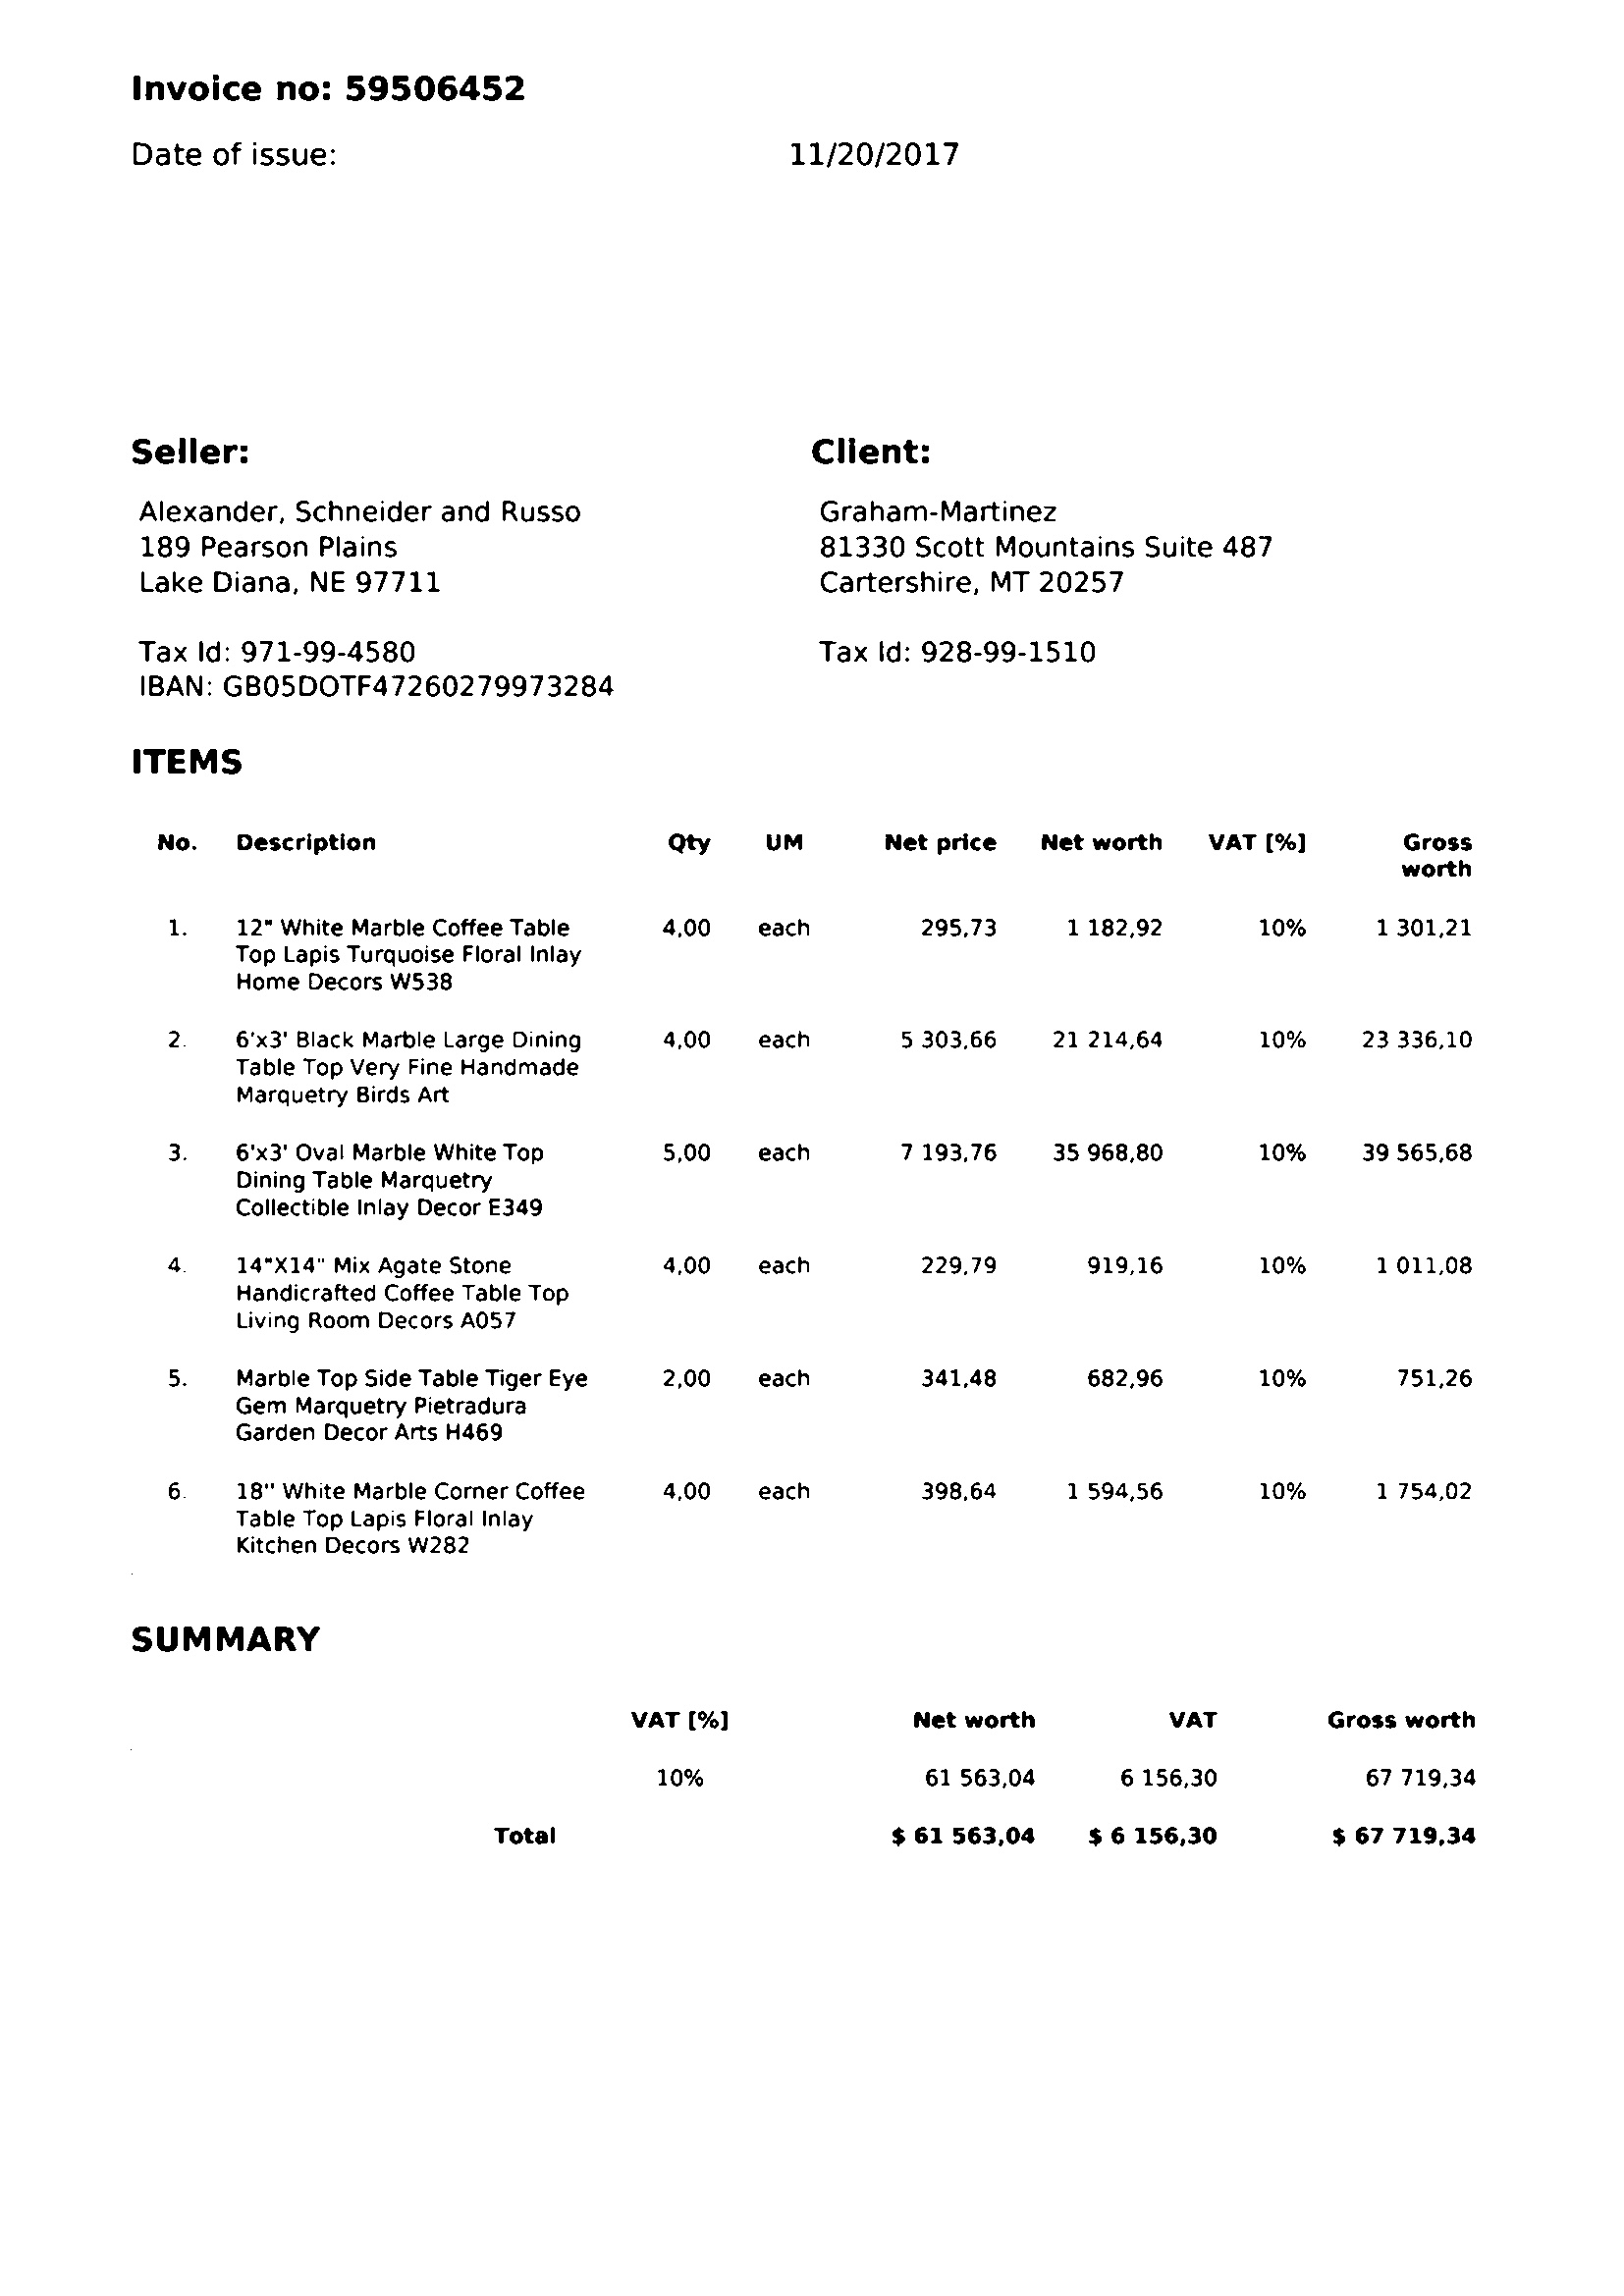 Invoice no: 59506452
Date of issue: 11/20/2017
Seller: Client:
Alexander, Schneider and Russo Graham-Martinez
189 Pearson Plains 81330 Scott Mountains Suite 487
Lake Diana, NE 97711 Cartershire, MT 20257
Tax Id: 971-99-4580 Tax Id: 928-99-1510
IBAN: GB05DOTF47260279973284
ITEMS
No. Description Qty UM Net price Net worth VAT [%] Gross
worth
1. 12" White Marble Coffee Table 4,00 each 295,73 1 182,92 10% 1 301,21
Top Lapis Turquoise Floral Inlay
Home Decors W538
2. 6'x3' Black Marble Large Dining 4,00 each 5 303,66 21 214,64 10% 23 336,10
Table Top Very Fine Handmade
Marquetry Birds Art
3. 6'x3' Oval Marble White Top 5,00 each 7 193,76 35 968,80 10% 39 565,68
Dining Table Marquetry
Collectible Inlay Decor E349
4. 14"X14" Mix Agate Stone 4,00 each 229,79 919,16 10% 1 011,08
Handicrafted Coffee Table Top
Living Room Decors A057
5. Marble Top Side Table Tiger Eye 2,00 each 341,48 682,96 10% 751,26
Gem Marquetry Pietradura
Garden Decor Arts H469
6. 18" White Marble Corner Coffee 4,00 each 398,64 1 594,56 10% 1 754,02
Table Top Lapis Floral Inlay
Kitchen Decors W282
SUMMARY
VAT [%] Net worth VAT Gross worth
10% 61 563,04 6 156,30 67 719,34
Total $ 61 563,04 $ 6 156,30 $ 67 719,34